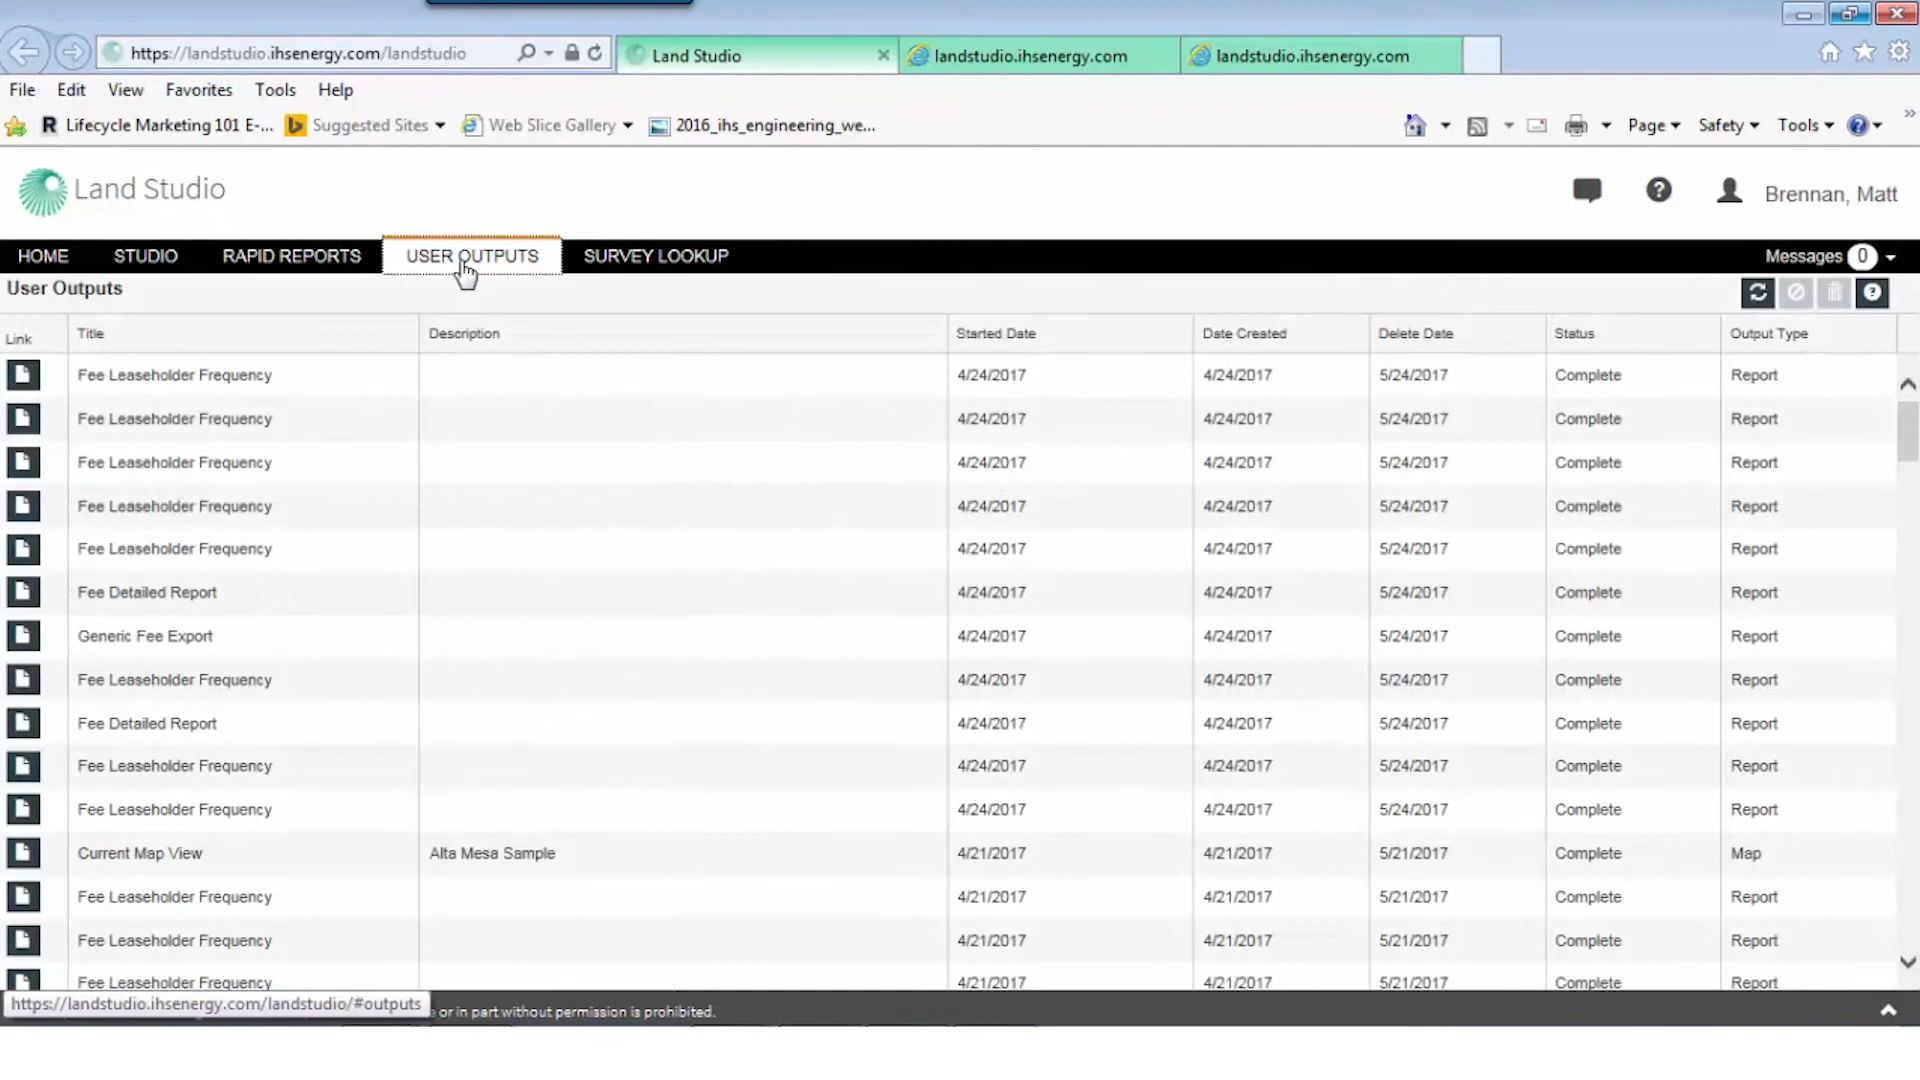 https://landstudio.ihsenergy.com/landstudio
Land Studio
landstudio.ihsenergy.com
landstudio.ihsenergy.com
File Edit View Favorites Tools Help
R Lifecycle Marketing 101 E-... Suggested Sites Web Slice Gallery 2016_ihs_engineering_we... Page Safety Tools
Land Studio
Brennan, Matt
HOME STUDIO RAPID REPORTS USER OUTPUTS SURVEY LOOKUP Messages 0
User Outputs
Link Title Description Started Date Date Created Delete Date Status Output Type
Fee Leaseholder Frequency 4/24/2017 4/24/2017 5/24/2017 Complete Report
Fee Leaseholder Frequency 4/24/2017 4/24/2017 5/24/2017 Complete Report
Fee Leaseholder Frequency 4/24/2017 4/24/2017 5/24/2017 Complete Report
Fee Leaseholder Frequency 4/24/2017 4/24/2017 5/24/2017 Complete Report
Fee Leaseholder Frequency 4/24/2017 4/24/2017 5/24/2017 Complete Report
Fee Detailed Report 4/24/2017 4/24/2017 5/24/2017 Complete Report
Generic Fee Export 4/24/2017 4/24/2017 5/24/2017 Complete Report
Fee Leaseholder Frequency 4/24/2017 4/24/2017 5/24/2017 Complete Report
Fee Detailed Report 4/24/2017 4/24/2017 5/24/2017 Complete Report
Fee Leaseholder Frequency 4/24/2017 4/24/2017 5/24/2017 Complete Report
Fee Leaseholder Frequency 4/24/2017 4/24/2017 5/24/2017 Complete Report
Current Map View Alta Mesa Sample 4/21/2017 4/21/2017 5/21/2017 Complete Map
Fee Leaseholder Frequency 4/21/2017 4/21/2017 5/21/2017 Complete Report
Fee Leaseholder Frequency 4/21/2017 4/21/2017 5/21/2017 Complete Report
Fee Leaseholder Frequency 4/21/2017 4/21/2017 5/21/2017 Complete Report
https://landstudio.ihsenergy.com/landstudio/#outputs
or in part without permission is prohibited.